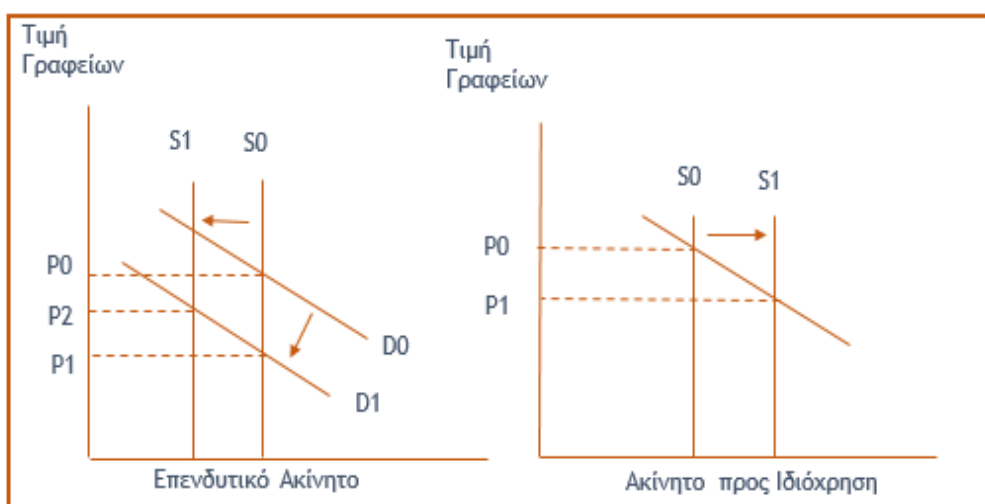 Τιμή
Γραφείων
S1 S0
P0
P2
P1
D0
D1
Επενδυτικό Ακίνητο
Τιμή
Γραφείων
S0 S1
P0
P1
Ακίνητο προς Ιδιόχρηση